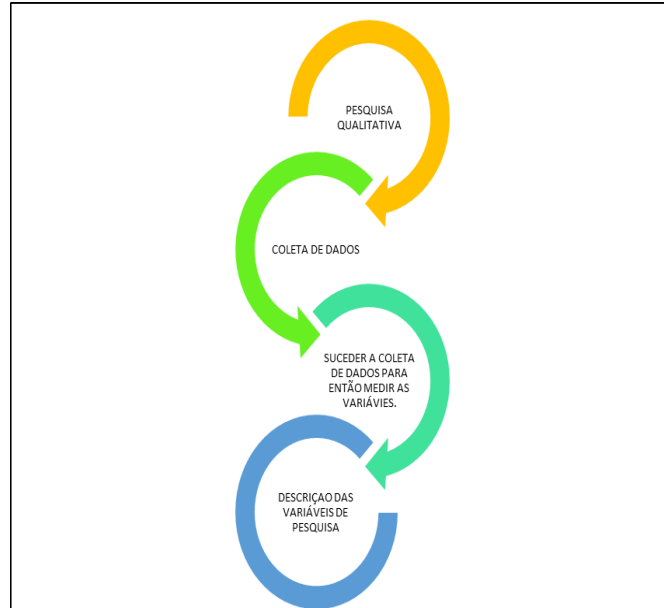 PESQUISA
QUALITATIVA
COLETA DE DADOS
SUCEDER A COLETA
DE DADOS PARA
ENTÃO MEDIR AS
VARIÁVIES.
DESCRIÇAO DAS
VARIÁVEIS DE
PESQUISA